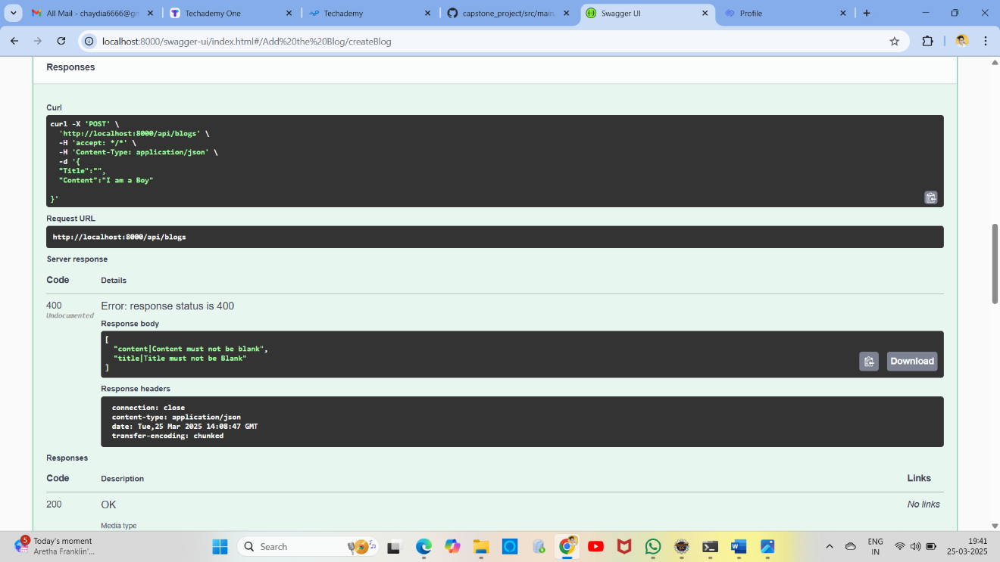 All Mail - chaydia6666@gm
Techademy One
Techademy
capstone_project/src/main.
Swagger UI
Profile
localhost:8000/swagger-ui/index.html#/Add%20the%20Blog/createBlog
Responses
Curl
curl -X 'POST' \
'http://localhost:8000/api/blogs' \
-H 'accept: */*' \
-H 'Content-Type: application/json' \
-d '{
"Title":"",
"Content":"I am a Boy"
}'
Request URL
http://localhost:8000/api/blogs
Server response
Code Details
400 Error: response status is 400
Undocumented
Response body
[
"content|Content must not be blank",
"title|Title must not be Blank"
]
Download
Response headers
connection: close
content-type: application/json
date: Tue,25 Mar 2025 14:08:47 GMT
transfer-encoding: chunked
Responses
Code Description Links
200 OK No links
Media type
5
Today's moment
Aretha Franklin'...
Search
ENG
IN
19:41
25-03-2025